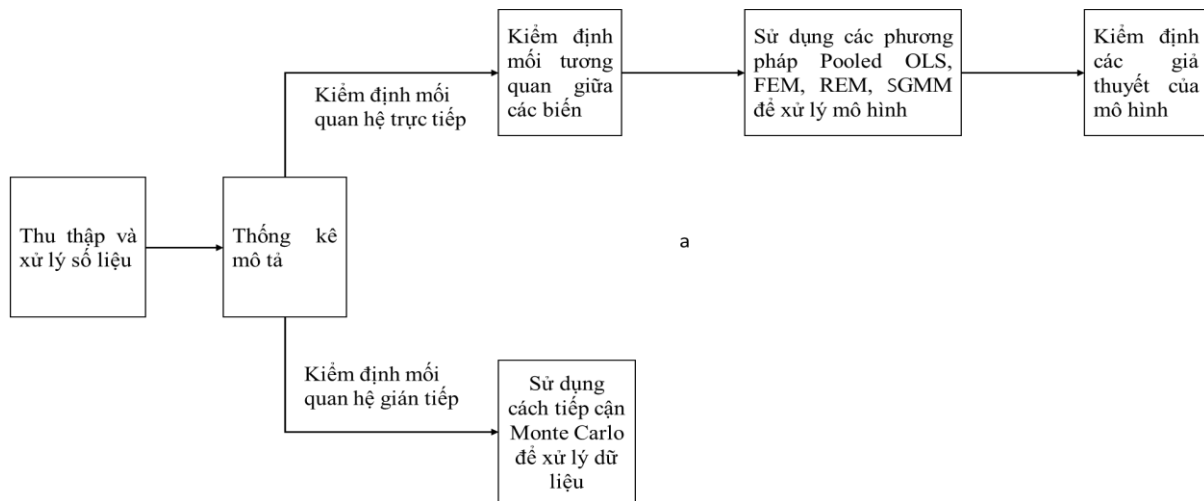 Kiểm định
mối tương
quan giữa
các biến
Sử dụng các phương
pháp Pooled OLS,
FEM, REM, SGMM
để xử lý mô hình
Kiểm định
các giả
thuyết của
mô hình
Kiểm định mối
quan hệ trực tiếp
Thu thập và
xử lý số liệu
Thống kê
mô tả
a
Kiểm định mối
quan hệ gián tiếp
Sử dụng
cách tiếp cận
Monte Carlo
để xử lý dữ
liệu